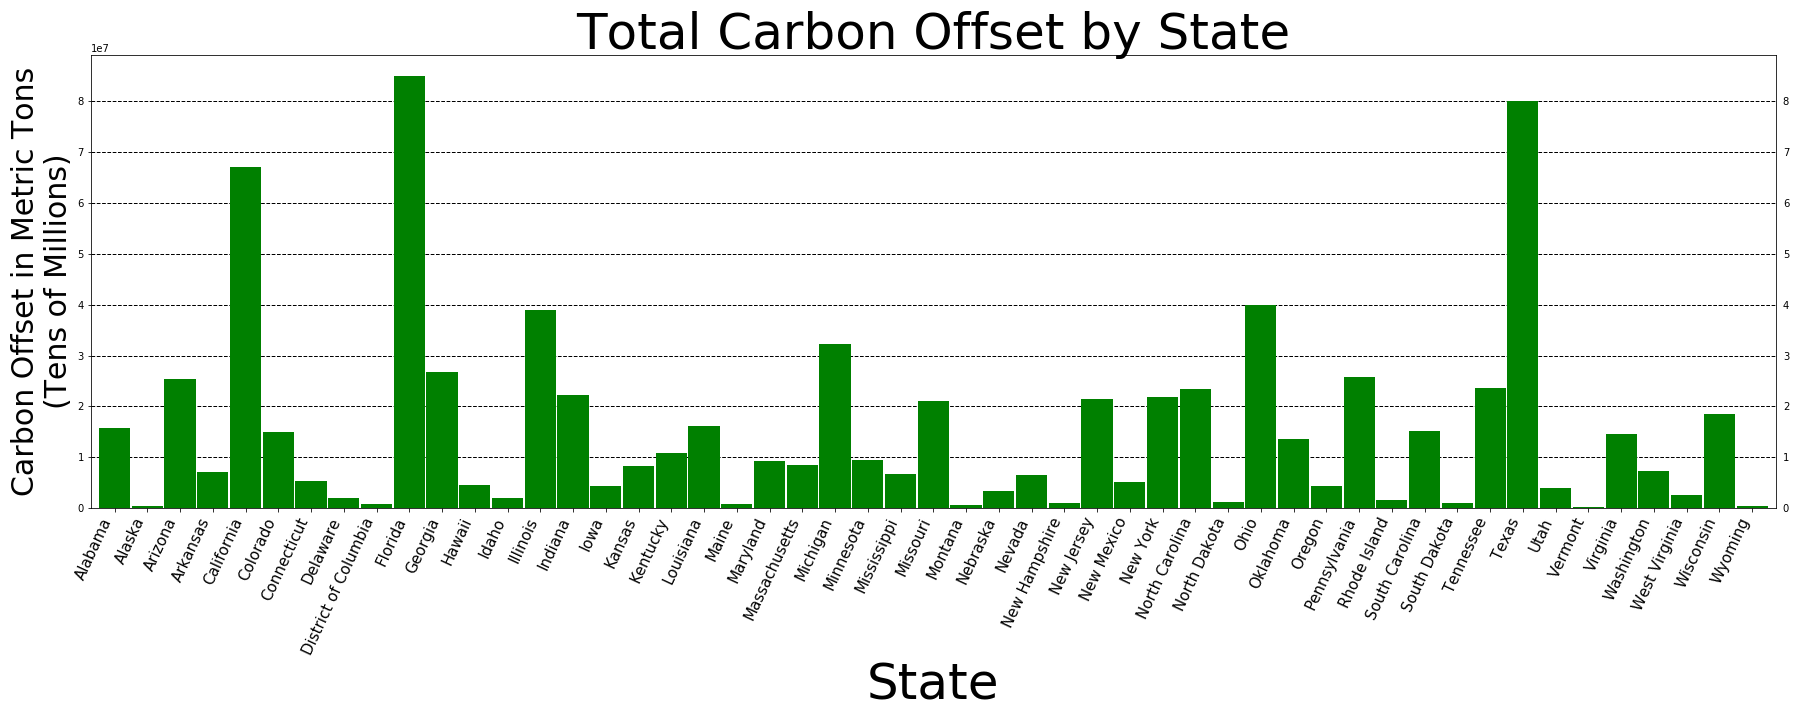 Total Carbon Offset by State
1e7
Carbon Offset in Metric Tons
(Tens of Millions)
8
7
6
5
4
3
2
1
0
8
7
6
5
4
3
2
1
0
Alabama
Alaska
Arizona
Arkansas
California
Colorado
Connecticut
Delaware
District of Columbia
Florida
Georgia
Hawaii
Idaho
Illinois
Indiana
Iowa
Kansas
Kentucky
Louisiana
Maine
Maryland
Massachusetts
Michigan
Minnesota
Mississippi
Missouri
Montana
Nebraska
Nevada
New Hampshire
New Jersey
New Mexico
New York
North Carolina
North Dakota
Ohio
Oklahoma
Oregon
Pennsylvania
Rhode Island
South Carolina
South Dakota
Tennessee
Texas
Utah
Vermont
Virginia
Washington
West Virginia
Wisconsin
Wyoming
State